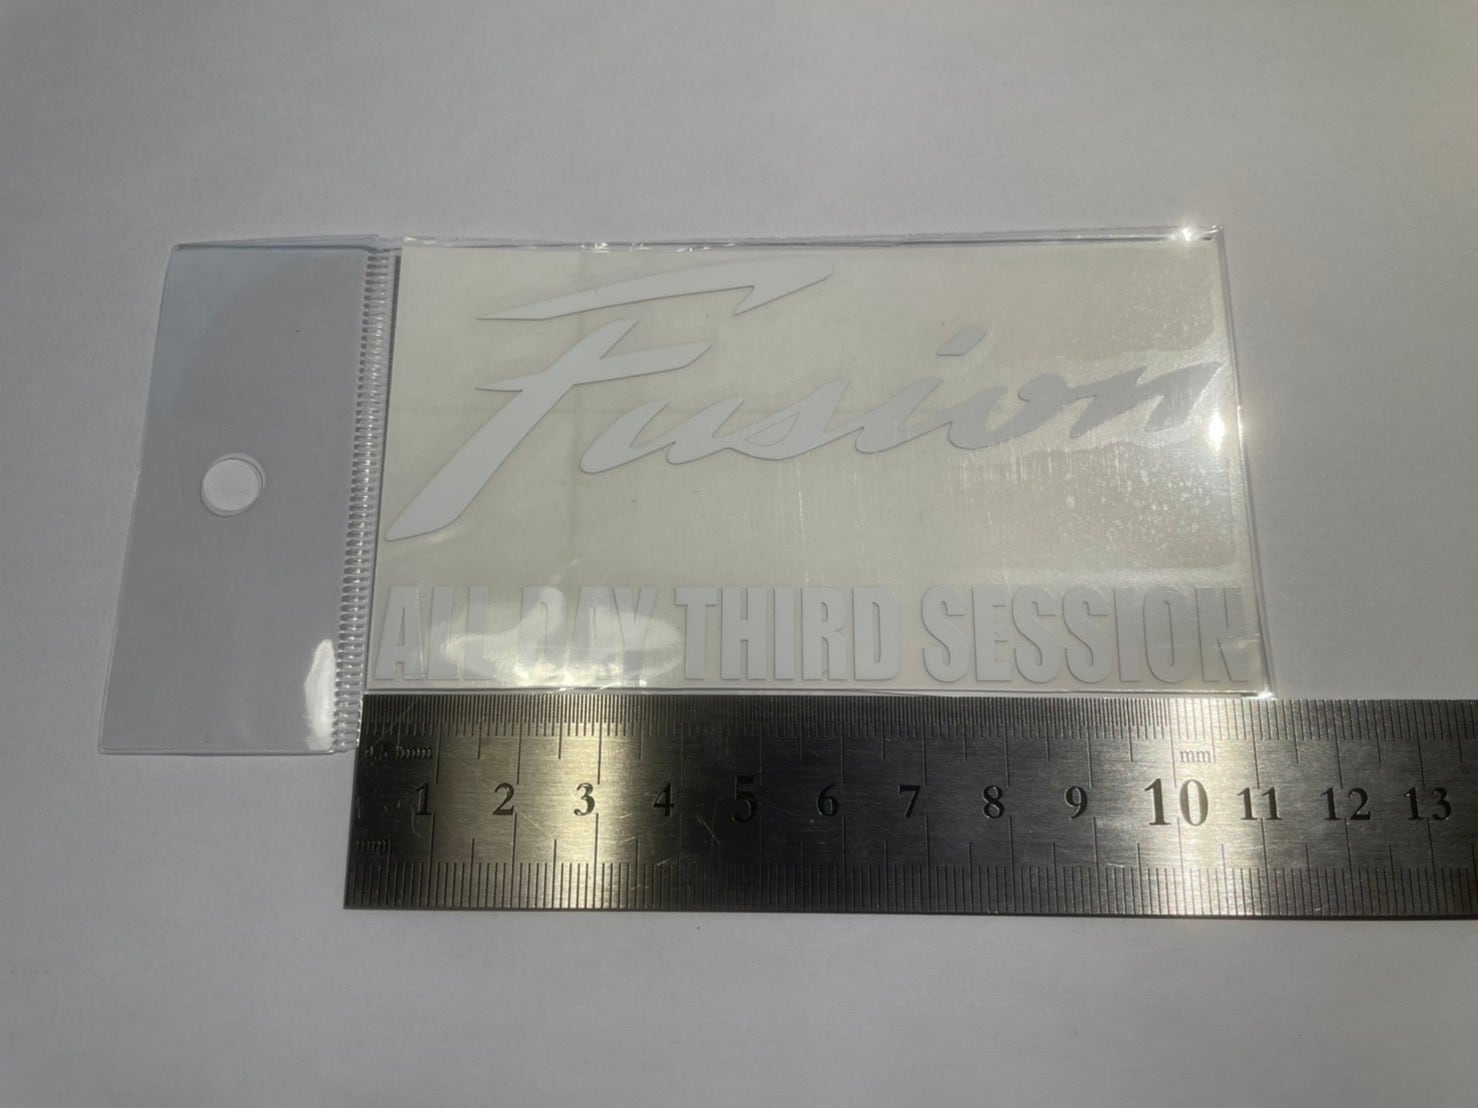 Fusion
ALL DAY THIRD SESSION
mm
1 2 3 4 5 6 7 8 9 10 11 12 13
mm